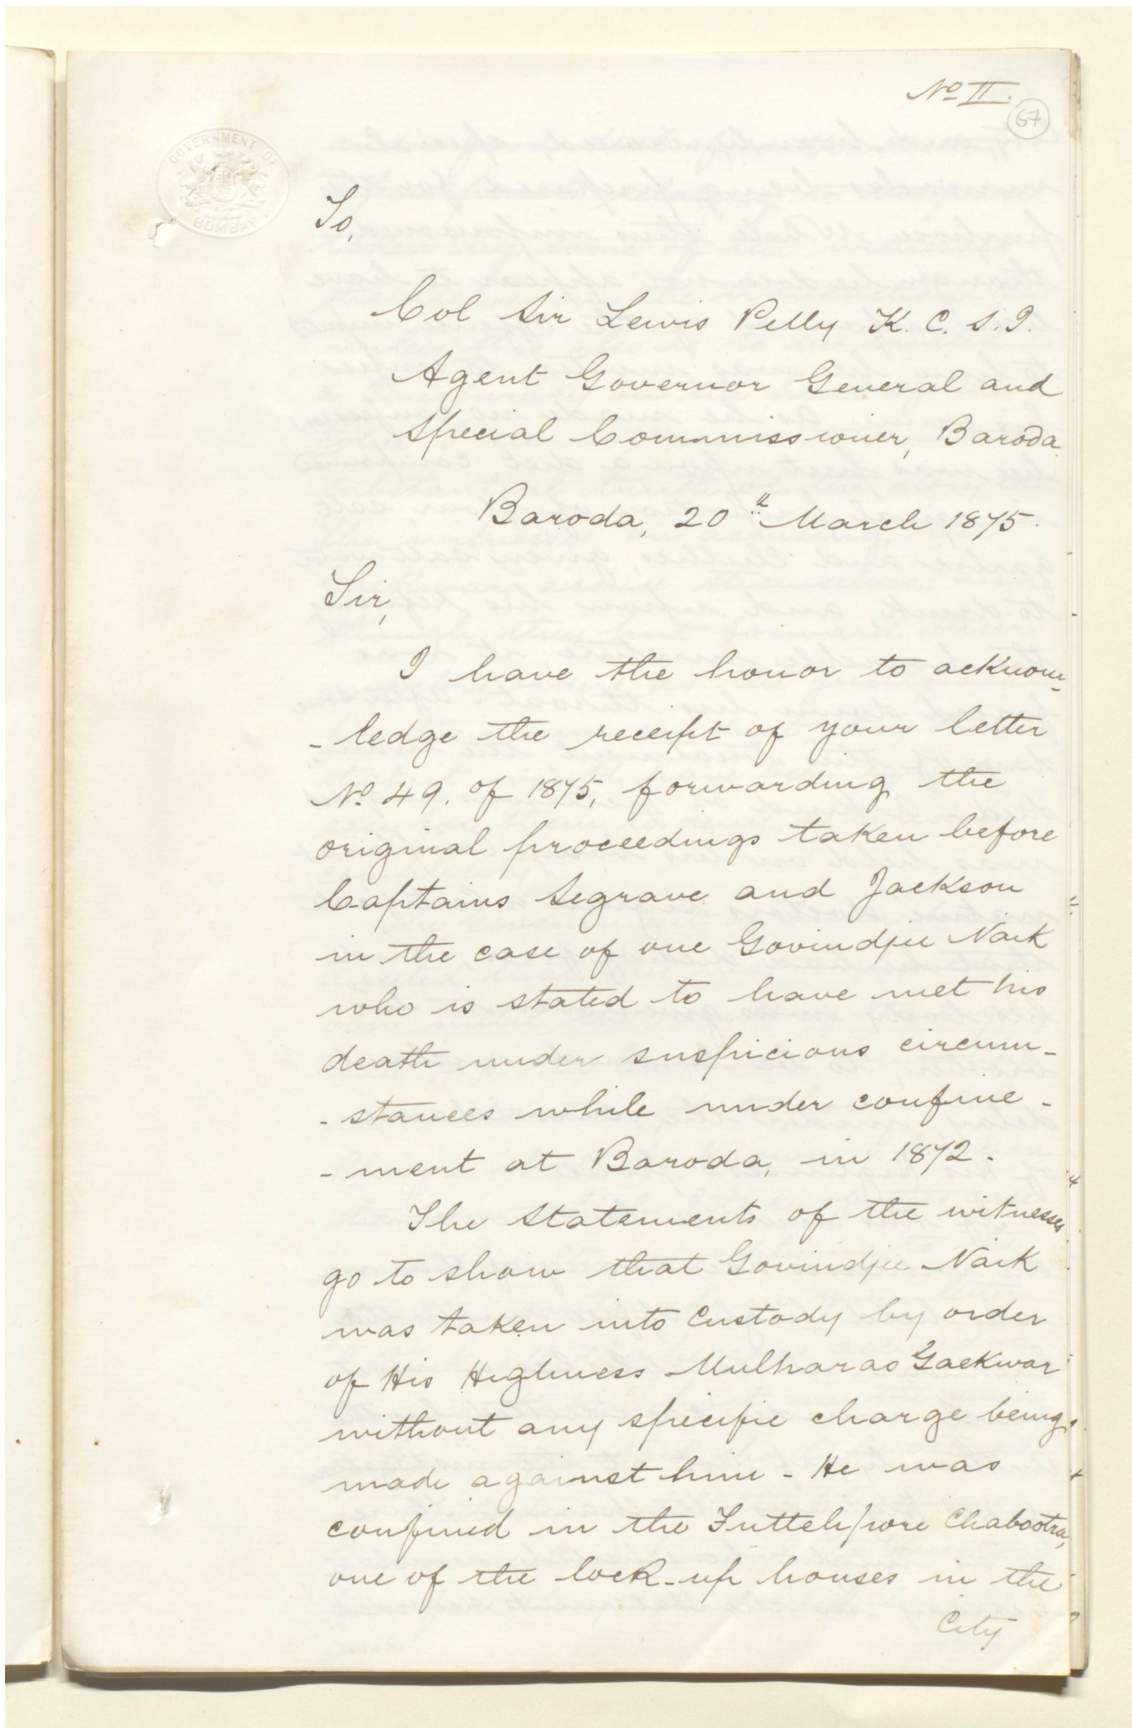 No. II.
67
GOVERNMENT OF
BOMBAY
To,
Col Sir Lewis Pelly K. C. S. I.
Agent Governor General and
Special Commissioner, Baroda.
Baroda, 20th March 1875.
Sir,
I have the honor to acknow-
-ledge the receipt of your letter
No. 49. of 1875, forwarding the
original proceedings taken before
Captains Segrave and Jackson
in the case of one Govindjee Naik
who is stated to have met his
death under suspicious circum-
-stances while under confine-
-ment at Baroda, in 1872.
The statements of the witnesses
go to show that Govindjee Naik
was taken into custody by order
of His Highness Mulharao Gaekwar
without any specific charge being
made against him - He was
confined in the Futtehpore Chabootra,
one of the lock-up houses in the
City